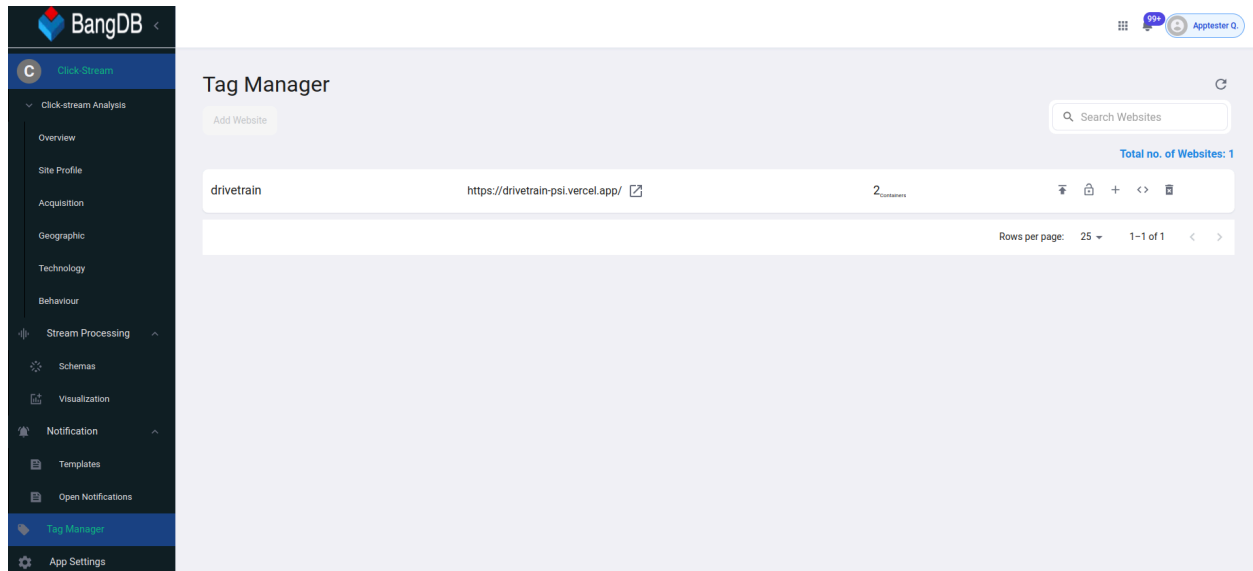 BangDB
99+
Apptester Q.
C
Click-Stream
Click-stream Analysis
Overview
Site Profile
Acquisition
Geographic
Technology
Behaviour
Stream Processing
Schemas
Visualization
Notification
Templates
Open Notifications
Tag Manager
App Settings
Tag Manager
Add Website
Search Websites
Total no. of Websites: 1
drivetrain https://drivetrain-psi.vercel.app/ 2 Containers
Rows per page: 25 1–1 of 1